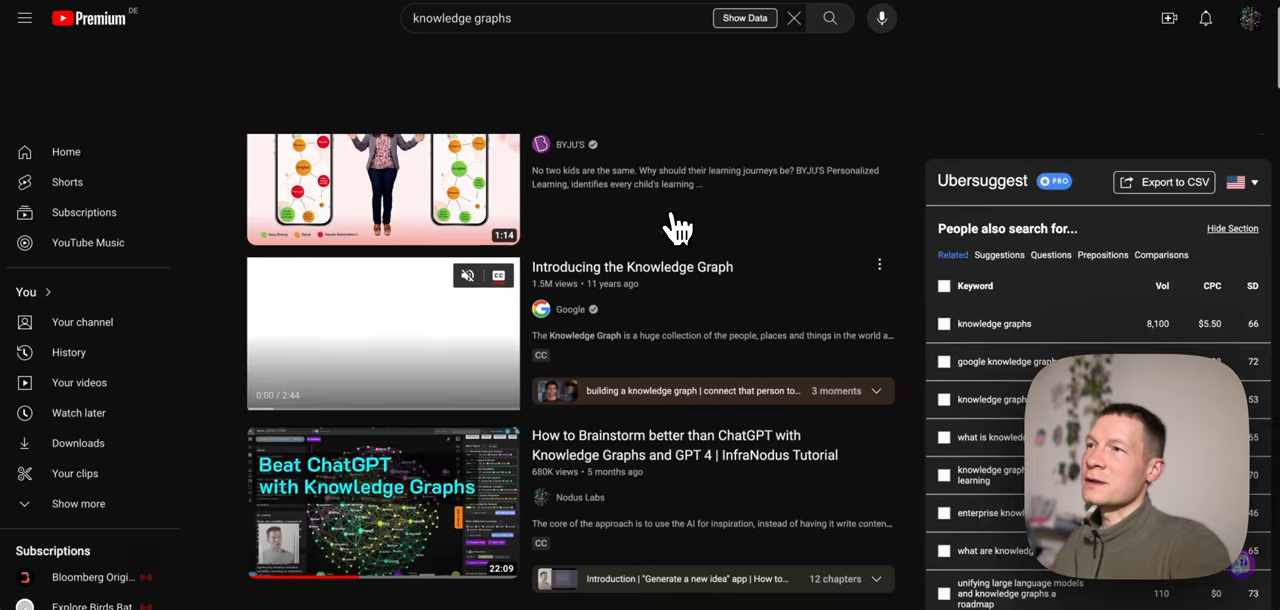 Premium DE
knowledge graphs
Show Data
Home
Shorts
Subscriptions
YouTube Music
You
Your channel
History
Your videos
Watch later
Downloads
Your clips
Show more
Subscriptions
Bloomberg Origi...
Explore Birds Bat
1:14
BYJU'S
No two kids are the same. Why should their learning journeys be? BYJU'S Personalized
Learning, identifies every child's learning ...
CC
0:00 / 2:44
Introducing the Knowledge Graph
1.5M views • 11 years ago
Google
The Knowledge Graph is a huge collection of the people, places and things in the world a...
CC
building a knowledge graph | connect that person to... 3 moments
Beat ChatGPT
with Knowledge Graphs
22:09
How to Brainstorm better than ChatGPT with
Knowledge Graphs and GPT 4 | InfraNodus Tutorial
680K views • 5 months ago
Nodus Labs
The core of the approach is to use the AI for inspiration, instead of having it write conten...
CC
Introduction | "Generate a new idea" app | How to... 12 chapters
Ubersuggest PRO
Export to CSV
People also search for...
Hide Section
Related Suggestions Questions Prepositions Comparisons
Keyword Vol CPC SD
knowledge graphs 8,100 $5.50 66
google knowledge graph 72
knowledge graph 53
what is knowled 65
knowledge graph 70
learning
enterprise knowl 46
what are knowledg 65
unifying large language models
and knowledge graphs a 110 $0 73
roadmap